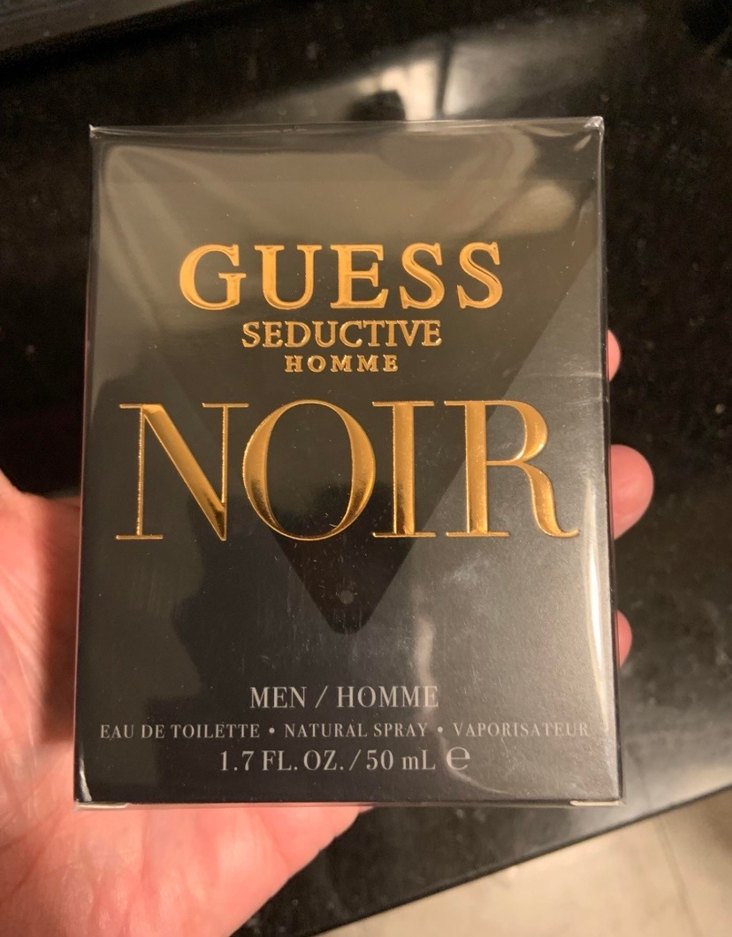 GUESS
SEDUCTIVE
HOMME
NOIR
MEN / HOMME
EAU DE TOILETTE • NATURAL SPRAY • VAPORISATEUR
1.7 FL. OZ. / 50 mL ℮